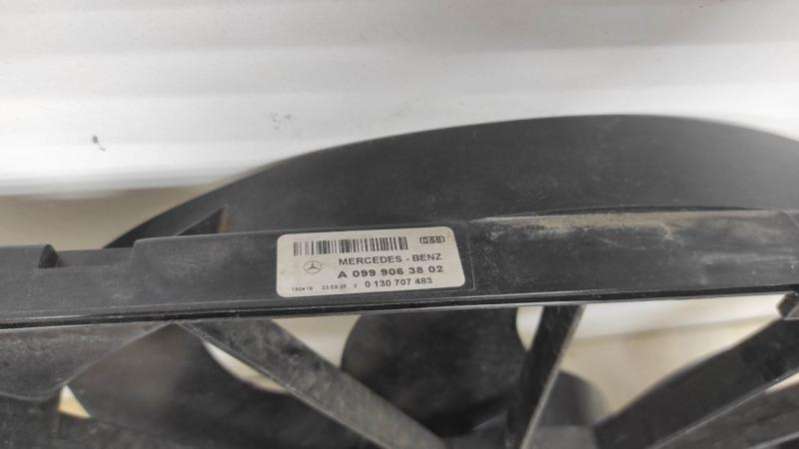 MERCEDES - BENZ
A 099 906 38 02
0 130 707 483